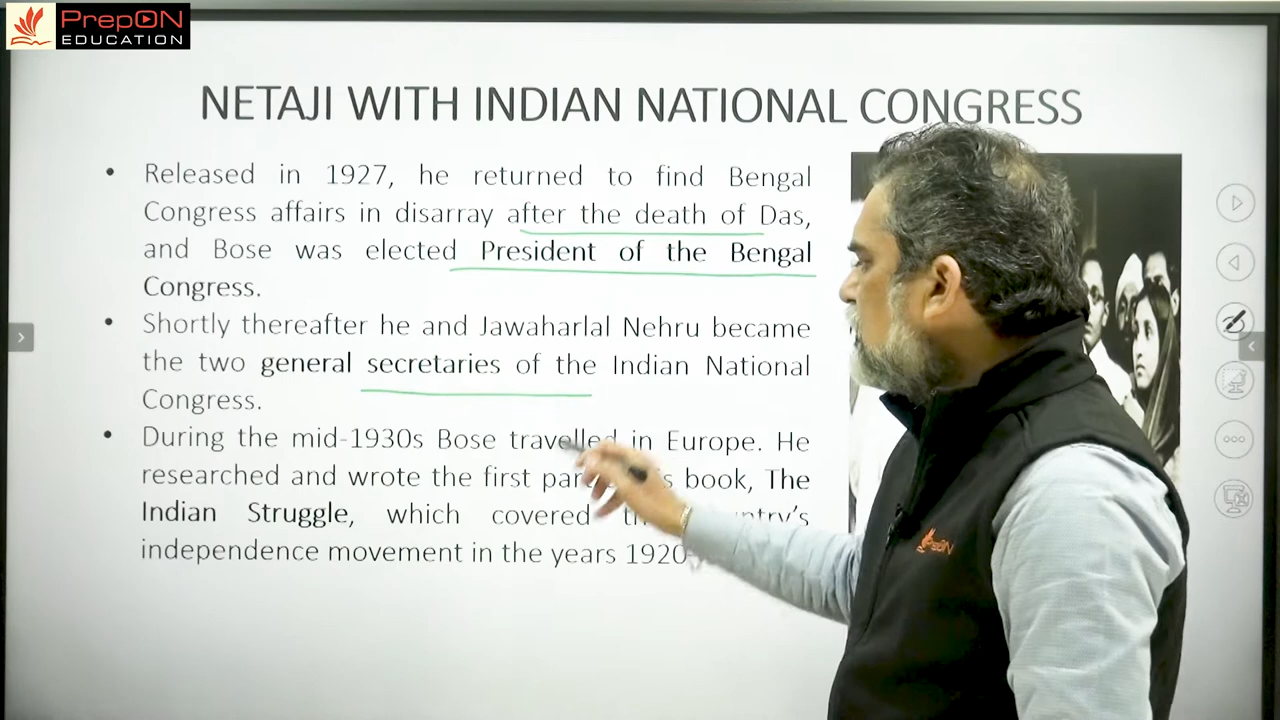 PrepON
EDUCATION
NETAJI WITH INDIAN NATIONAL CONGRESS
• Released in 1927, he returned to find Bengal
Congress affairs in disarray after the death of Das,
and Bose was elected President of the Bengal
Congress.
• Shortly thereafter he and Jawaharlal Nehru became
the two general secretaries of the Indian National
Congress.
• During the mid-1930s Bose travelled in Europe. He
researched and wrote the first book, The
Indian Struggle, which covered
independence movement in the years 1920
PrepON